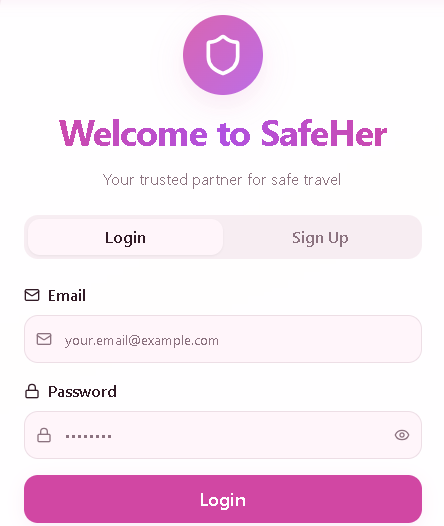 Welcome to SafeHer
Your trusted partner for safe travel
Login Sign Up
Email
your.email@example.com
Password
••••••••
Login